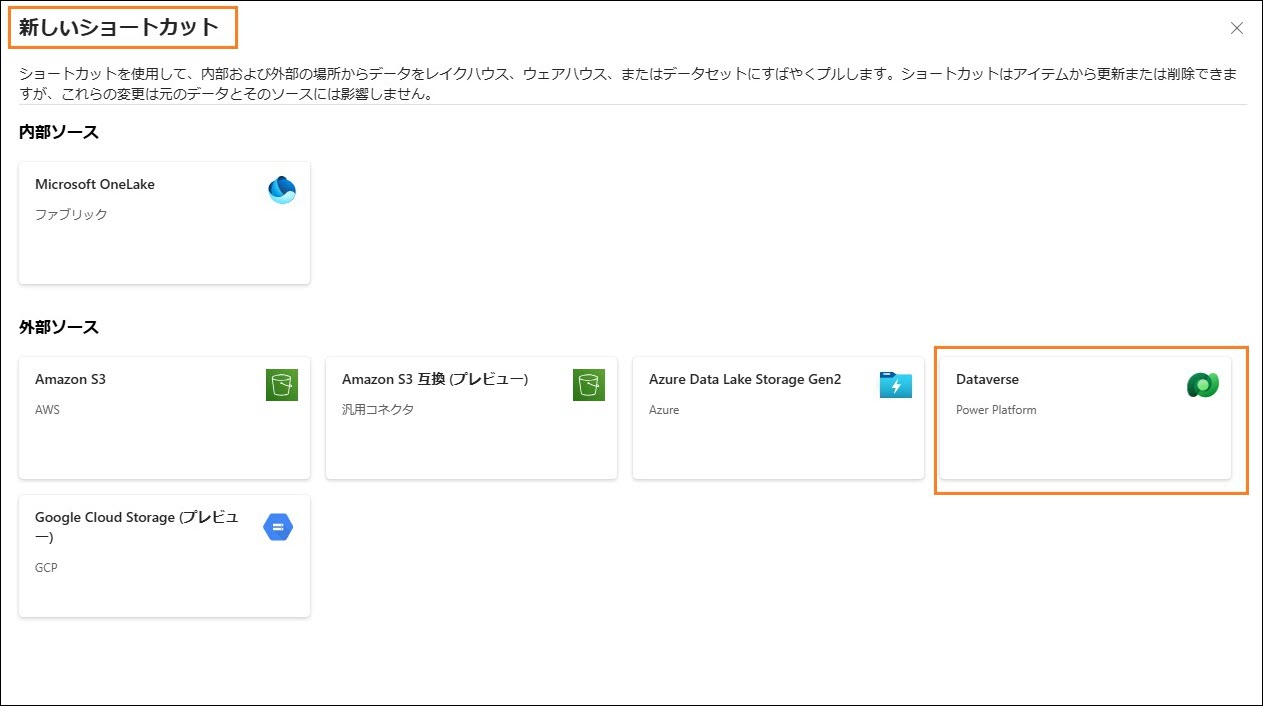 新しいショートカット
ショートカットを使用して、内部および外部の場所からデータをレイクハウス、ウェアハウス、またはデータセットにすばやくプルします。ショートカットはアイテムから更新または削除できま
すが、これらの変更は元のデータとそのソースには影響しません。
内部ソース
Microsoft OneLake
ファブリック
外部ソース
Amazon S3
AWS
Amazon S3 互換 (プレビュー)
汎用コネクタ
Azure Data Lake Storage Gen2
Azure
Dataverse
Power Platform
Google Cloud Storage (プレビュ
ー)
GCP